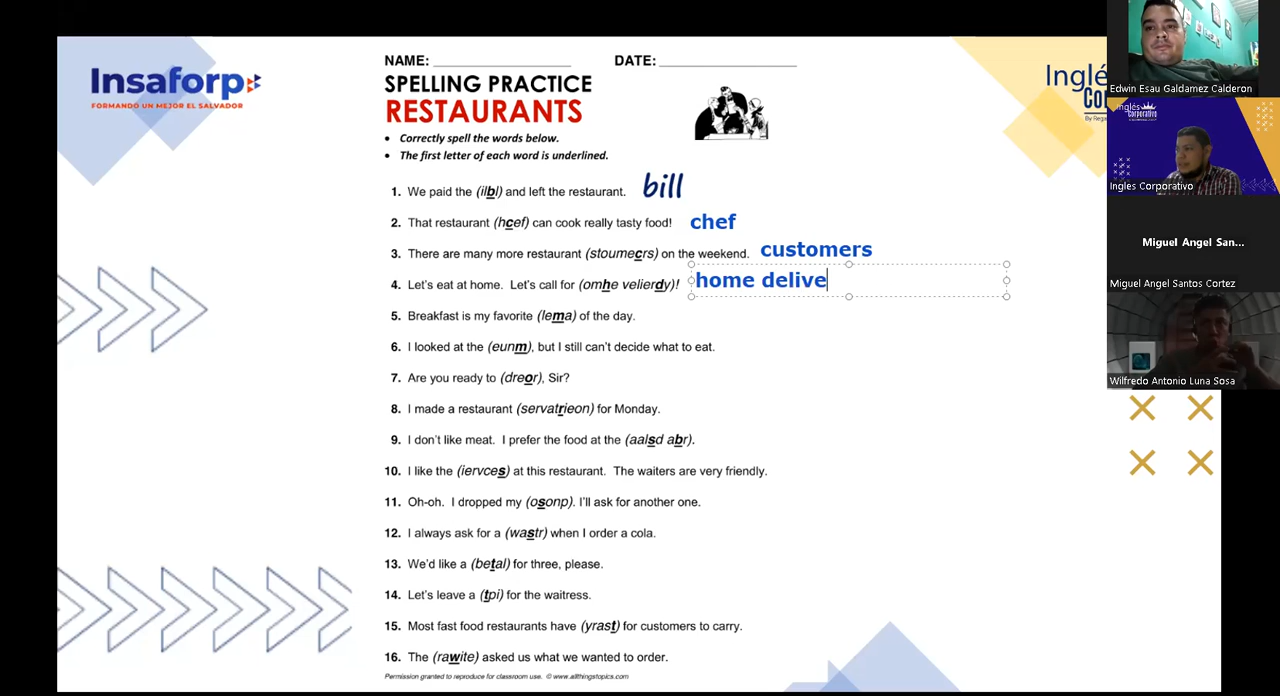 Insaforp
FORMANDO UN MEJOR EL SALVADOR
NAME: ____________________ DATE: ____________________
SPELLING PRACTICE
RESTAURANTS
• Correctly spell the words below.
• The first letter of each word is underlined.
1. We paid the (ilbl) and left the restaurant. bill
2. That restaurant (hcef) can cook really tasty food! chef
3. There are many more restaurant (stoumecrs) on the weekend. customers
4. Let's eat at home. Let's call for (omhe velierdy)! home delive
5. Breakfast is my favorite (lema) of the day.
6. I looked at the (eunm), but I still can't decide what to eat.
7. Are you ready to (dreor), Sir?
8. I made a restaurant (servatrieon) for Monday.
9. I don't like meat. I prefer the food at the (aalsd abr).
10. I like the (iervces) at this restaurant. The waiters are very friendly.
11. Oh-oh. I dropped my (osonp). I'll ask for another one.
12. I always ask for a (wastr) when I order a cola.
13. We'd like a (betal) for three, please.
14. Let's leave a (tpi) for the waitress.
15. Most fast food restaurants have (yrast) for customers to carry.
16. The (rawite) asked us what we wanted to order.
Permission granted to reproduce for classroom use. © www.allthingstopics.com
Edwin Esau Galdamez Calderon
Inglés
Corporativo
Ingles Corporativo
Miguel Angel San...
Miguel Angel Santos Cortez
Wilfredo Antonio Luna Sosa